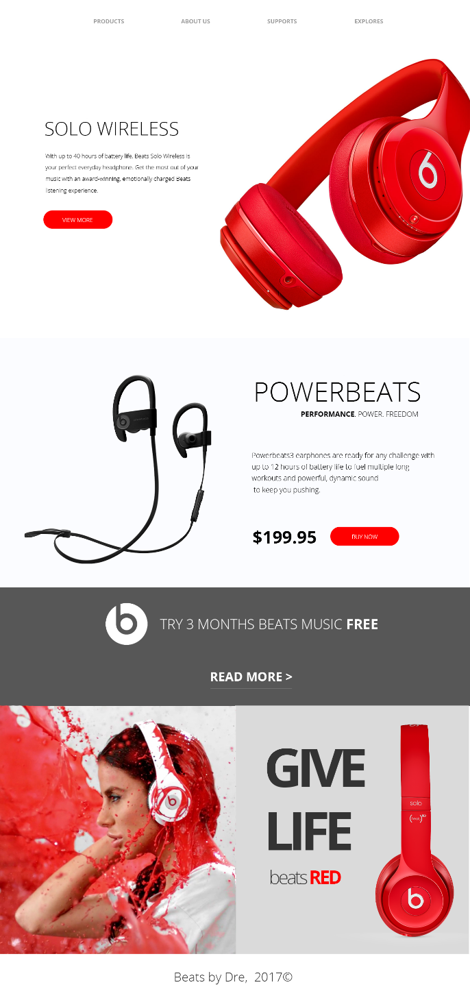 PRODUCTS ABOUT US SUPPORTS EXPLORES
SOLO WIRELESS
With up to 40 hours of battery life, Beats Solo Wireless is
your perfect everyday headphone. Get the most out of your
music with an award-winning, emotionally charged Beats
listening experience.
VIEW MORE
POWERBEATS
PERFORMANCE. POWER. FREEDOM
Powerbeats3 earphones are ready for any challenge with
up to 12 hours of battery life to fuel multiple long
workouts and powerful, dynamic sound
to keep you pushing.
$199.95 BUY NOW
TRY 3 MONTHS BEATS MUSIC FREE
READ MORE >
GIVE
LIFE
beats RED
solo
Beats by Dre, 2017©